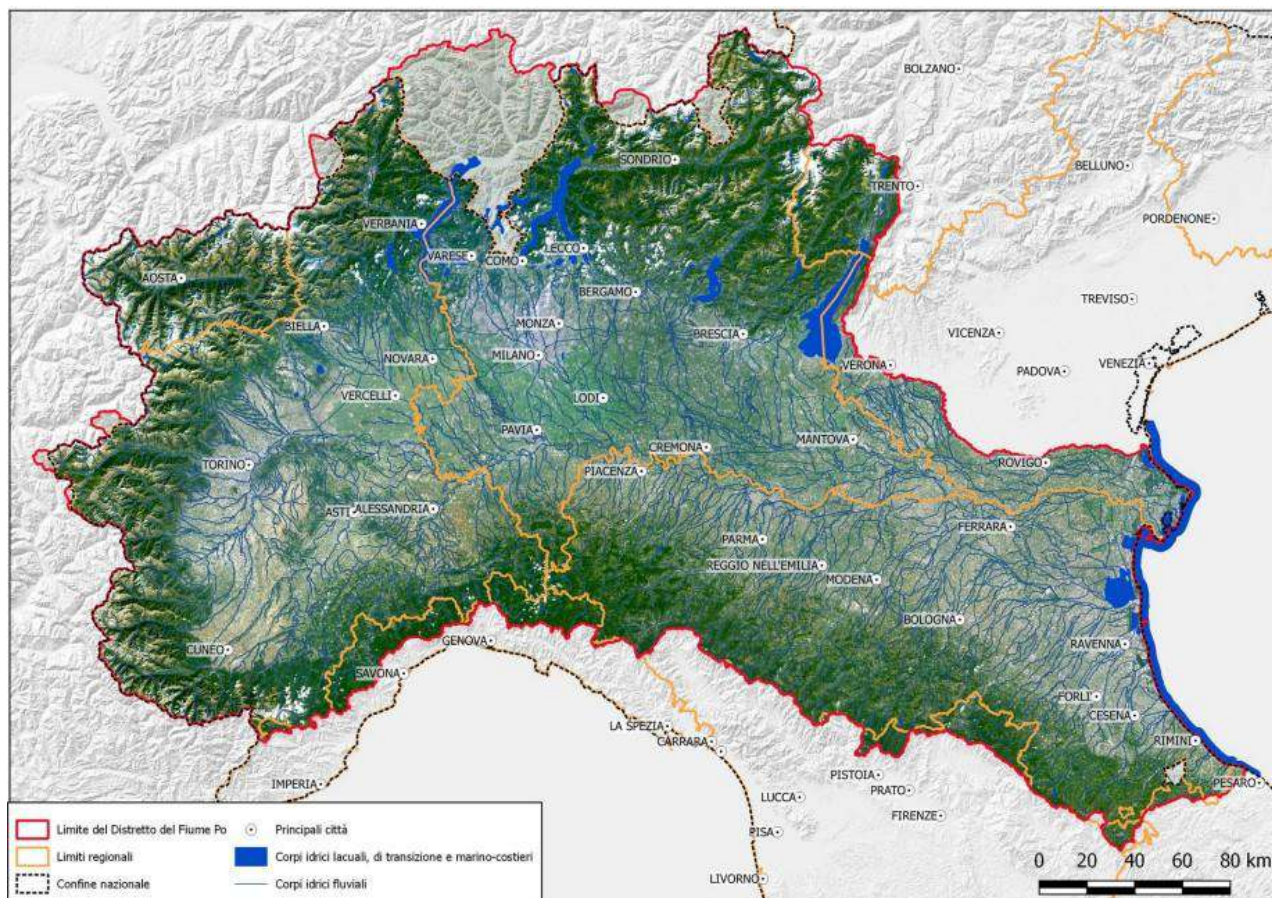 BOLZANO
SONDRIO
BELLUNO
TRENTO
PORDENONE
VERBANIA
LECCO
VARESE
COMO
AOSTA
BERGAMO
TREVISO
BIELLA
MONZA
BRESCIA
VICENZA
NOVARA
MILANO
VERONA
PADOVA
VENEZIA
VERCELLI
LODI
PAVIA
CREMONA
MANTOVA
TORINO
PIACENZA
ROVIGO
ASTI
ALESSANDRIA
FERRARA
PARMA
REGGIO NELL'EMILIA
MODENA
BOLOGNA
GENOVA
RAVENNA
CUNEO
SAVONA
FORLI'
CESENA
LA SPEZIA
CARRARA
RIMINI
IMPERIA
PISTOIA
PESARO
PRATO
LUCCA
FIRENZE
PISA
LIVORNO
Limite del Distretto del Fiume Po
Principali città
Limiti regionali
Corpi idrici lacuali, di transizione e marino-costieri
Confine nazionale
Corpi idrici fluviali
0 20 40 60 80 km